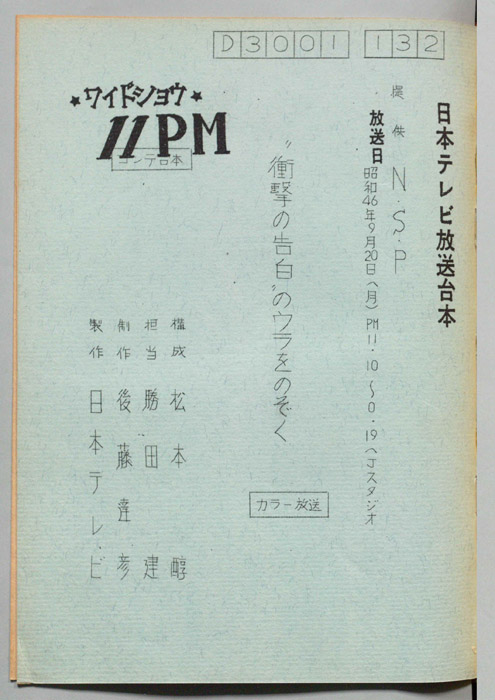 D3001 132
日本テレビ放送台本
提供 N・S・P
放送日 昭和46年9月20日(月) PM11・10〜0・19 Jスタジオ
"衝撃の告白"のウラをのぞく
カラー放送
★ワイドショウ★
11PM
コンテ台本
構成 松本 醇
担当 勝田 建
制作 後藤達彦
製作 日本テレビ